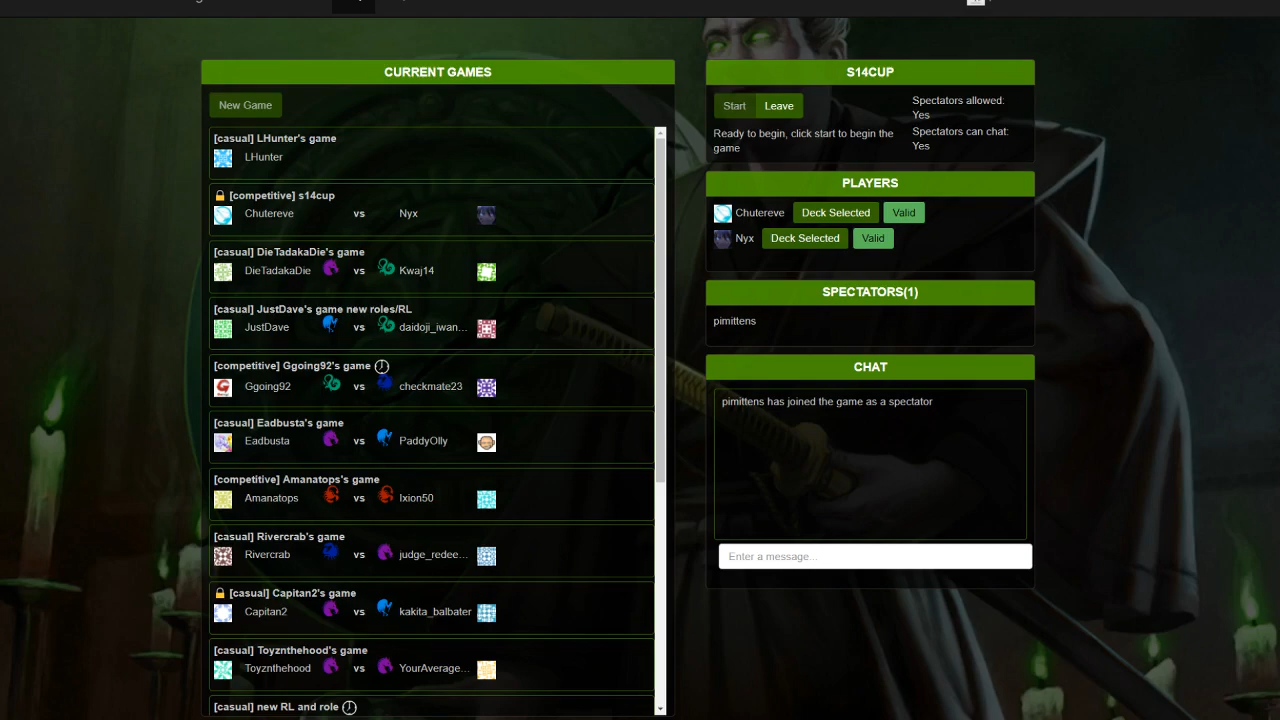 CURRENT GAMES
New Game
[casual] LHunter's game
LHunter
[competitive] s14cup
Chutereve vs Nyx
[casual] DieTadakaDie's game
DieTadakaDie vs Kwaj14
[casual] JustDave's game new roles/RL
JustDave vs daidoji_iwan...
[competitive] Ggoing92's game
Ggoing92 vs checkmate23
[casual] Eadbusta's game
Eadbusta vs PaddyOlly
[competitive] Amanatops's game
Amanatops vs Ixion50
[casual] Rivercrab's game
Rivercrab vs judge_redee...
[casual] Capitan2's game
Capitan2 vs kakita_balbater
[casual] Toyznthehood's game
Toyznthehood vs YourAverage...
[casual] new RL and role
S14CUP
Start Leave
Ready to begin, click start to begin the
game
Spectators allowed:
Yes
Spectators can chat:
Yes
PLAYERS
Chutereve Deck Selected Valid
Nyx Deck Selected Valid
SPECTATORS(1)
pimittens
CHAT
pimittens has joined the game as a spectator
Enter a message...